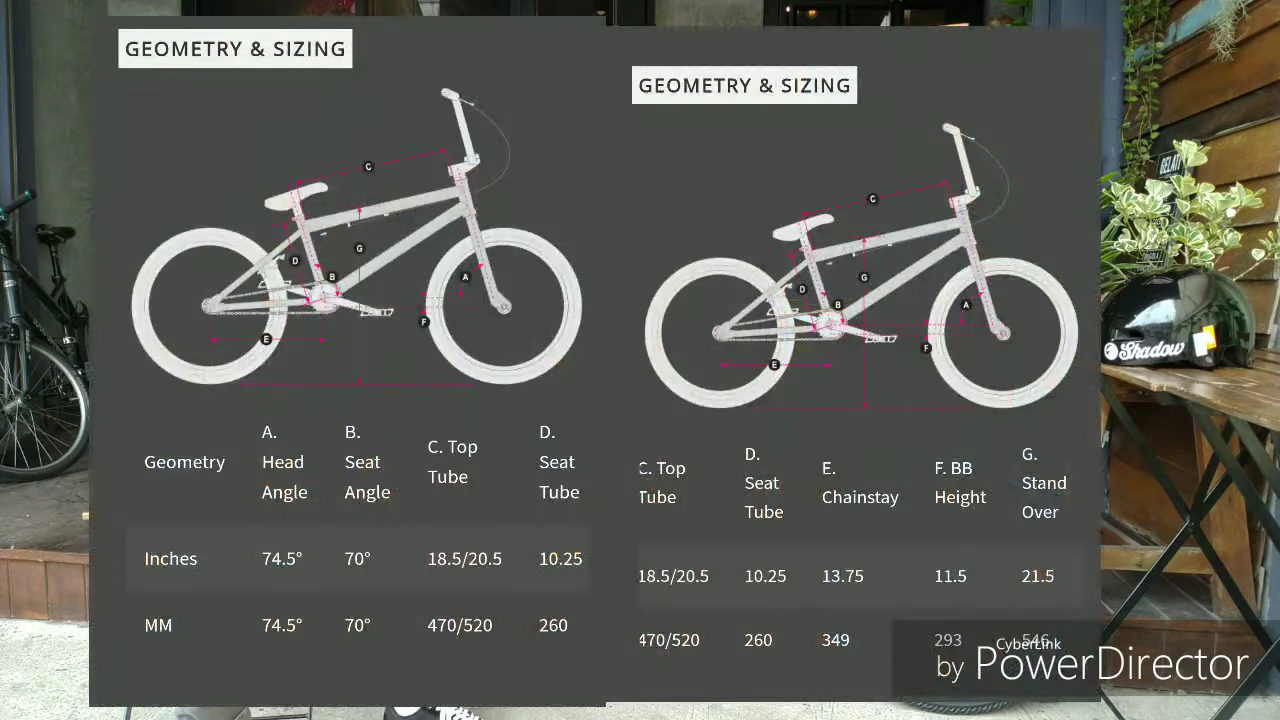 GEOMETRY & SIZING
C
D
G
B
A
F
E
Geometry
A. Head Angle
B. Seat Angle
C. Top Tube
D. Seat Tube
Inches 74.5° 70° 18.5/20.5 10.25
MM 74.5° 70° 470/520 260
GEOMETRY & SIZING
C
D
G
B
A
F
E
C. Top Tube
D. Seat Tube
E. Chainstay
F. BB Height
G. Stand Over
18.5/20.5 10.25 13.75 11.5 21.5
470/520 260 349 293 546
GELATI
Shadow
CyberLink
by PowerDirector